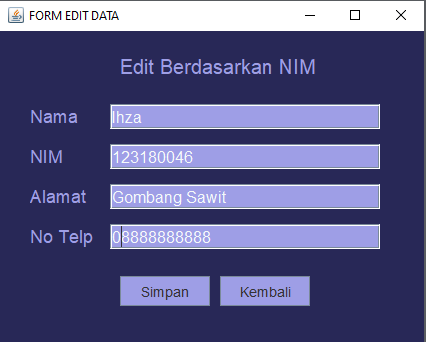 FORM EDIT DATA
Edit Berdasarkan NIM
Nama Ihza
NIM 123180046
Alamat Gombang Sawit
No Telp 08888888888
Simpan Kembali